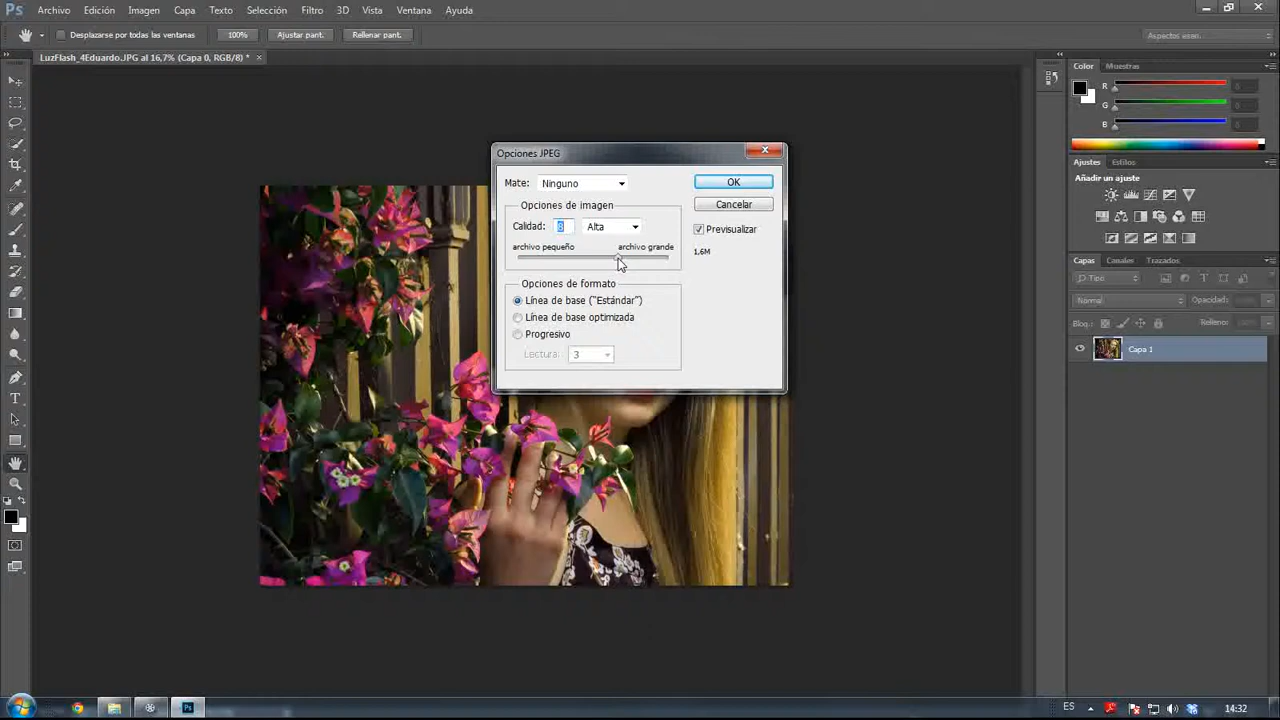 Ps Archivo Edición Imagen Capa Texto Selección Filtro 3D Vista Ventana Ayuda
Desplazarse por todas las ventanas 100% Ajustar pant. Rellenar pant. Aspectos esen.
LuzFlash_4Eduardo.JPG al 16,7% (Capa 0, RGB/8) *
Color Muestras
R
G
B
Opciones JPEG
Mate: Ninguno
OK
Cancelar
Previsualizar
1,6M
Opciones de imagen
Calidad: 8 Alta
archivo pequeño archivo grande
Opciones de formato
Línea de base ("Estándar")
Línea de base optimizada
Progresivo
Lectura: 3
Ajustes Estilos
Añadir un ajuste
Capas Canales Trazados
Tipo
Normal Opacidad:
Bloq.: Relleno:
Capa 1
T
Ps
ES 14:32